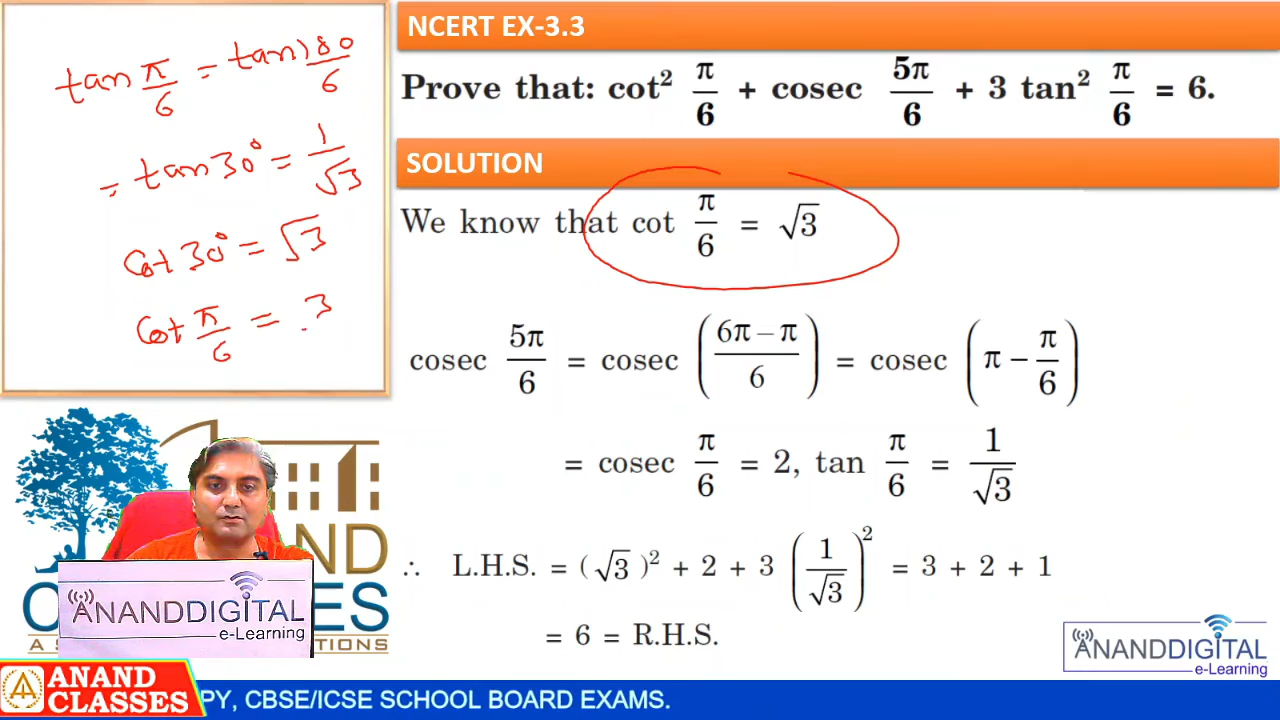 tan π/6 = tan 180/6
= tan 30° = 1/√3
cot 30° = √3
cot π/6 = .3
NCERT EX-3.3
Prove that: cot² π/6 + cosec 5π/6 + 3 tan² π/6 = 6.
SOLUTION
We know that cot π/6 = √3
cosec 5π/6 = cosec (6π – π/6) = cosec (π – π/6)
= cosec π/6 = 2, tan π/6 = 1/√3
∴ L.H.S. = (√3)² + 2 + 3 (1/√3)² = 3 + 2 + 1
= 6 = R.H.S.
ANANDDIGITAL
e-Learning
ANANDDIGITAL
e-Learning
ANAND
CLASSES
PY, CBSE/ICSE SCHOOL BOARD EXAMS.